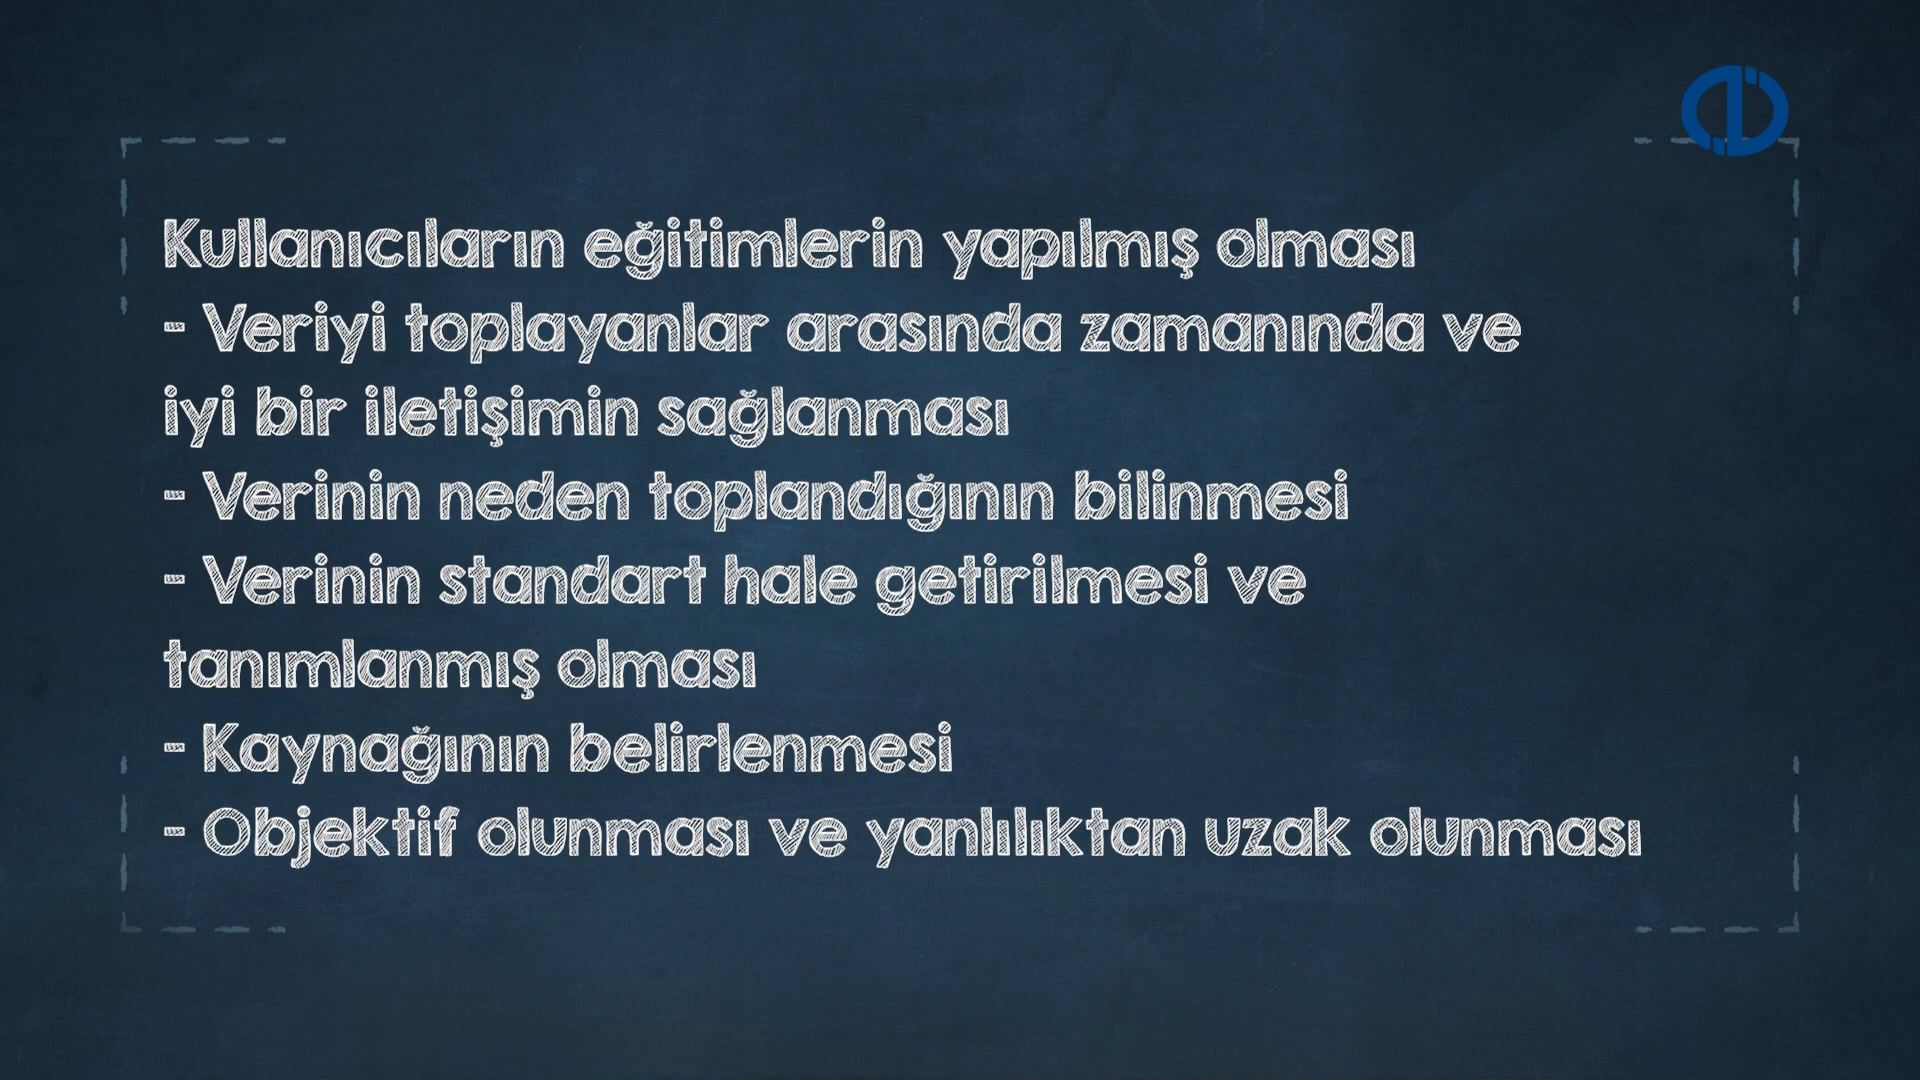 Kullanıcıların eğitimlerin yapılmış olması
- Veriyi toplayanlar arasında zamanında ve
iyi bir iletişimin sağlanması
- Verinin neden toplandığının bilinmesi
- Verinin standart hale getirilmesi ve
tanımlanmış olması
- Kaynağının belirlenmesi
- Objektif olunması ve yanlılıktan uzak olunması